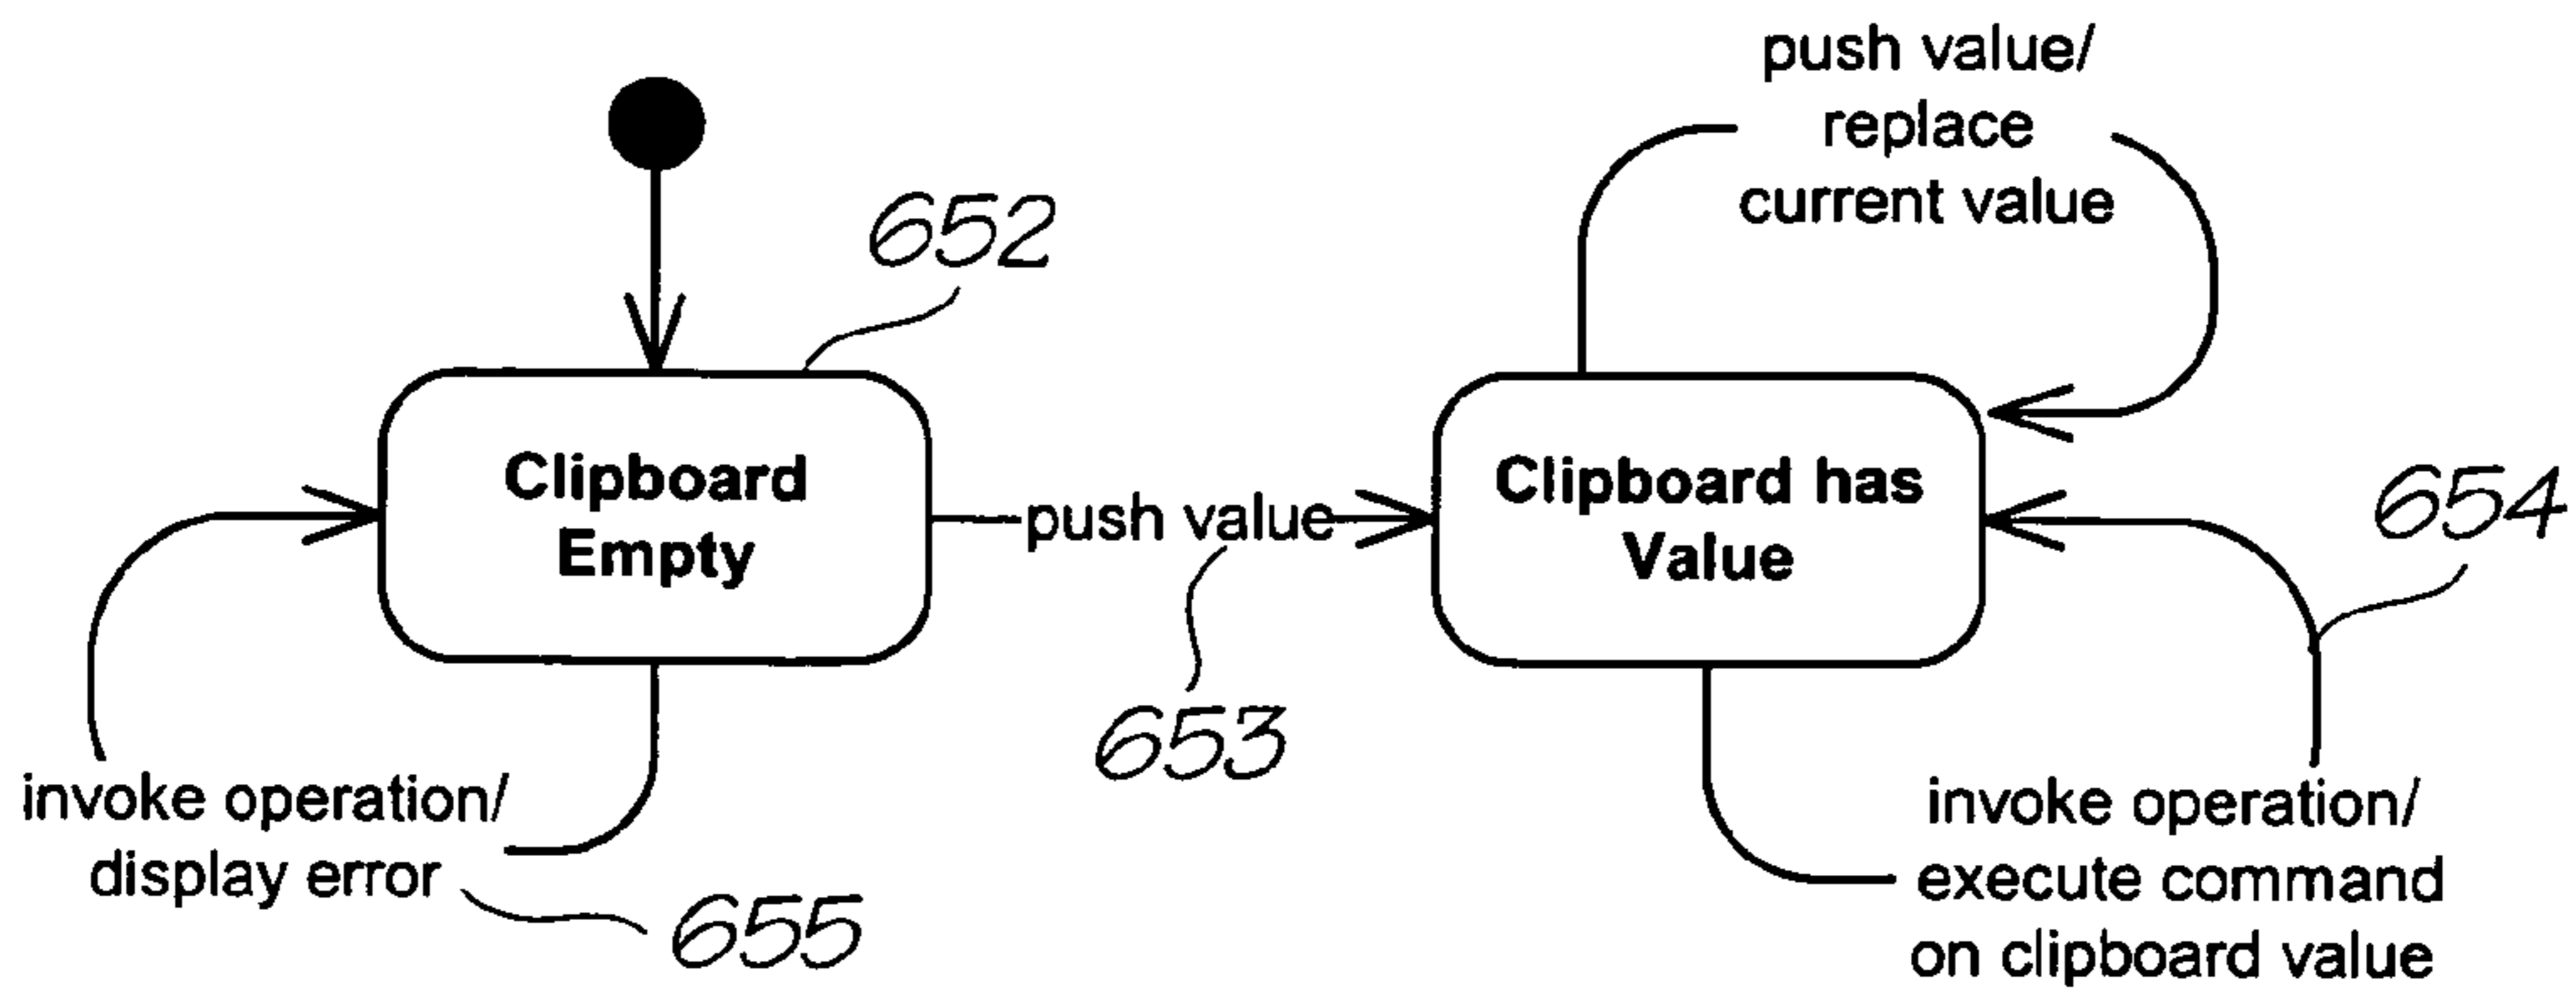 push value/
replace
current value
652
Clipboard
Empty
push value
653
Clipboard has
Value
654
invoke operation/
display error
655
invoke operation/
execute command
on clipboard value